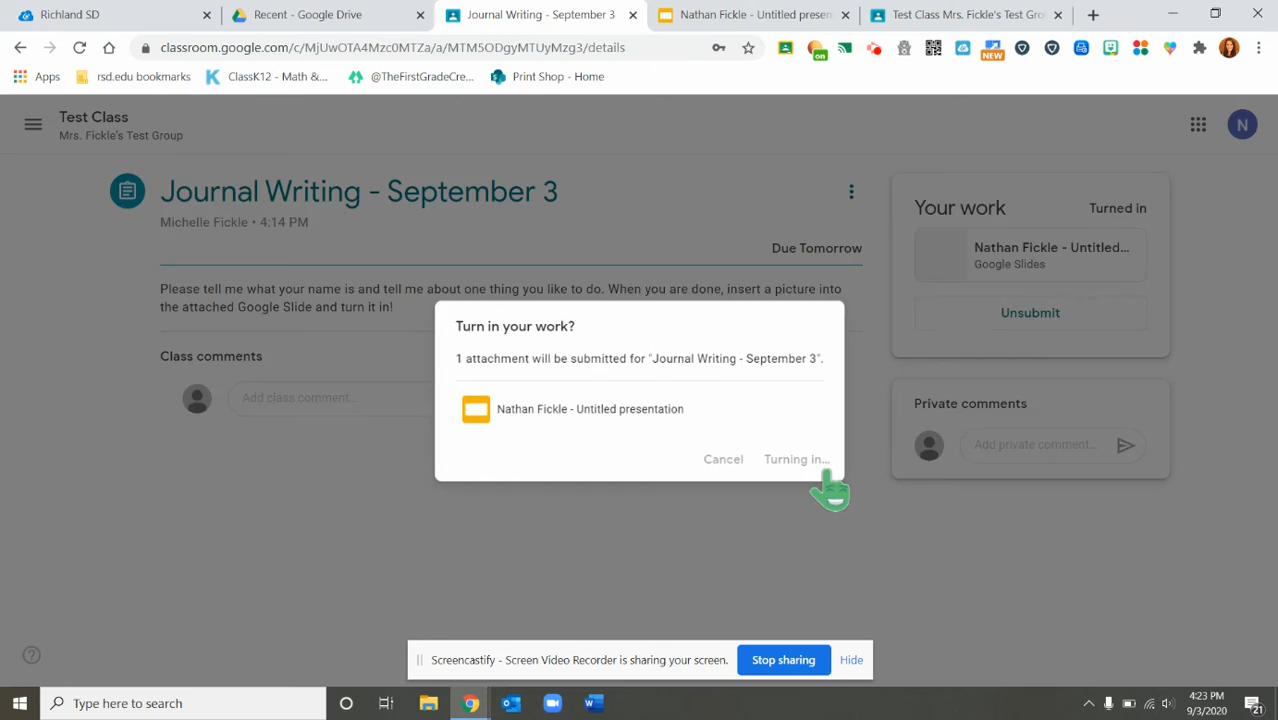 Richland SD
Recent - Google Drive
Journal Writing - September 3
Nathan Fickle - Untitled presen
Test Class Mrs. Fickle's Test Gro
classroom.google.com/c/MjUwOTA4Mzc0MTZa/a/MTM5ODgyMTUyMzg3/details
on
NEW
Apps
rsd.edu bookmarks
ClassK12 - Math &...
@TheFirstGradeCre...
Print Shop - Home
Test Class
Mrs. Fickle's Test Group
N
Journal Writing - September 3
Michelle Fickle • 4:14 PM
Due Tomorrow
Please tell me what your name is and tell me about one thing you like to do. When you are done, insert a picture into
the attached Google Slide and turn it in!
Class comments
Add class comment...
Your work
Turned in
Nathan Fickle - Untitled...
Google Slides
Unsubmit
Private comments
Add private comment...
Turn in your work?
1 attachment will be submitted for "Journal Writing - September 3".
Nathan Fickle - Untitled presentation
Cancel
Turning in...
Screencastify - Screen Video Recorder is sharing your screen.
Stop sharing
Hide
Type here to search
4:23 PM
9/3/2020
21